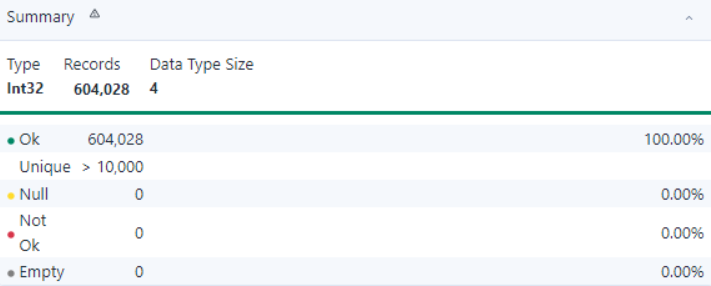 Summary
Type Records Data Type Size
Int32 604,028 4
Ok 604,028 100.00%
Unique > 10,000
Null 0 0.00%
Not
Ok 0 0.00%
Empty 0 0.00%